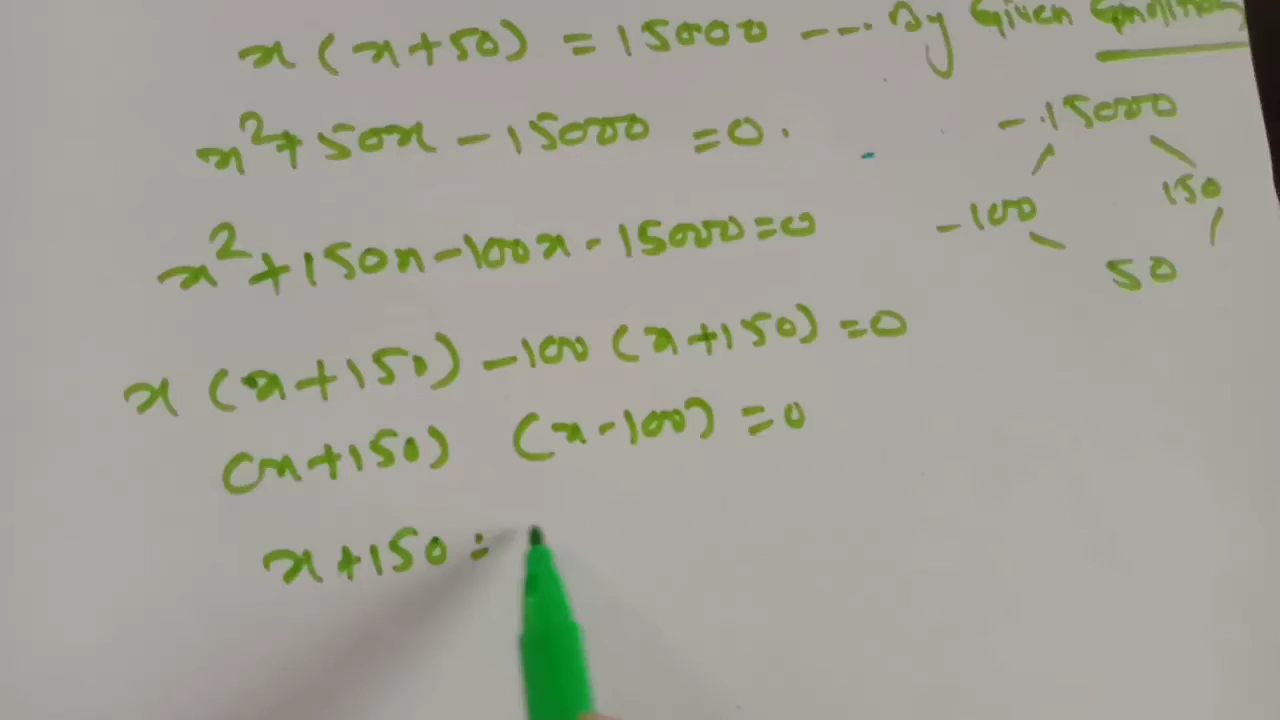 x(x+50) = 15000 ---. By Given Condition
x²+50x - 15000 = 0.
-15000
-100 150
50
x²+150x-100x-15000=0
x(x+150) -100(x+150)=0
(x+150) (x-100)=0
x+150 =